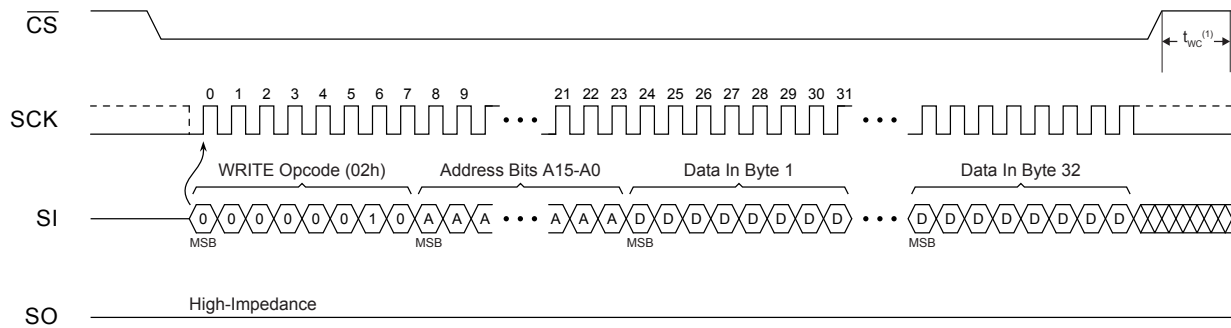 CS
t_WC(1)
0 1 2 3 4 5 6 7 8 9 21 22 23 24 25 26 27 28 29 30 31
SCK
WRITE Opcode (02h) Address Bits A15-A0 Data In Byte 1 Data In Byte 32
SI 0 0 0 0 0 0 1 0 A A A A A A D D D D D D D D D D D D D D D D
MSB MSB MSB MSB
High-Impedance
SO